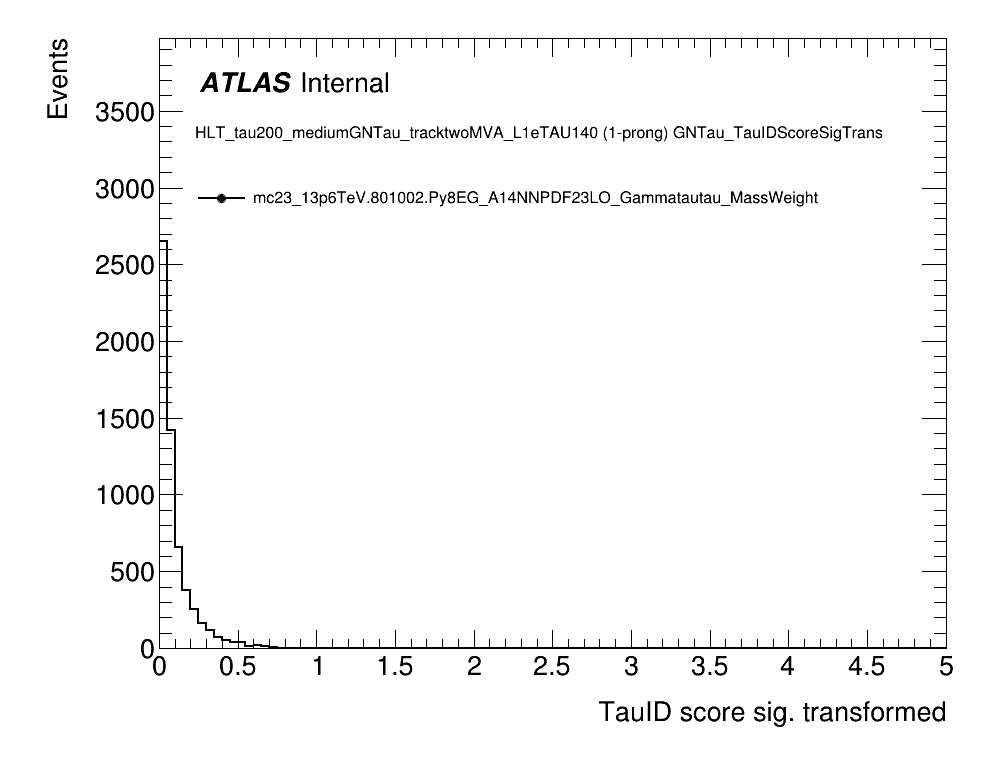 Events
ATLAS Internal
HLT_tau200_mediumGNTau_tracktwoMVA_L1eTAU140 (1-prong) GNTau_TauIDScoreSigTrans
mc23_13p6TeV.801002.Py8EG_A14NNPDF23LO_Gammatautau_MassWeight
3500
3000
2500
2000
1500
1000
500
0
0 0.5 1 1.5 2 2.5 3 3.5 4 4.5 5
TauID score sig. transformed